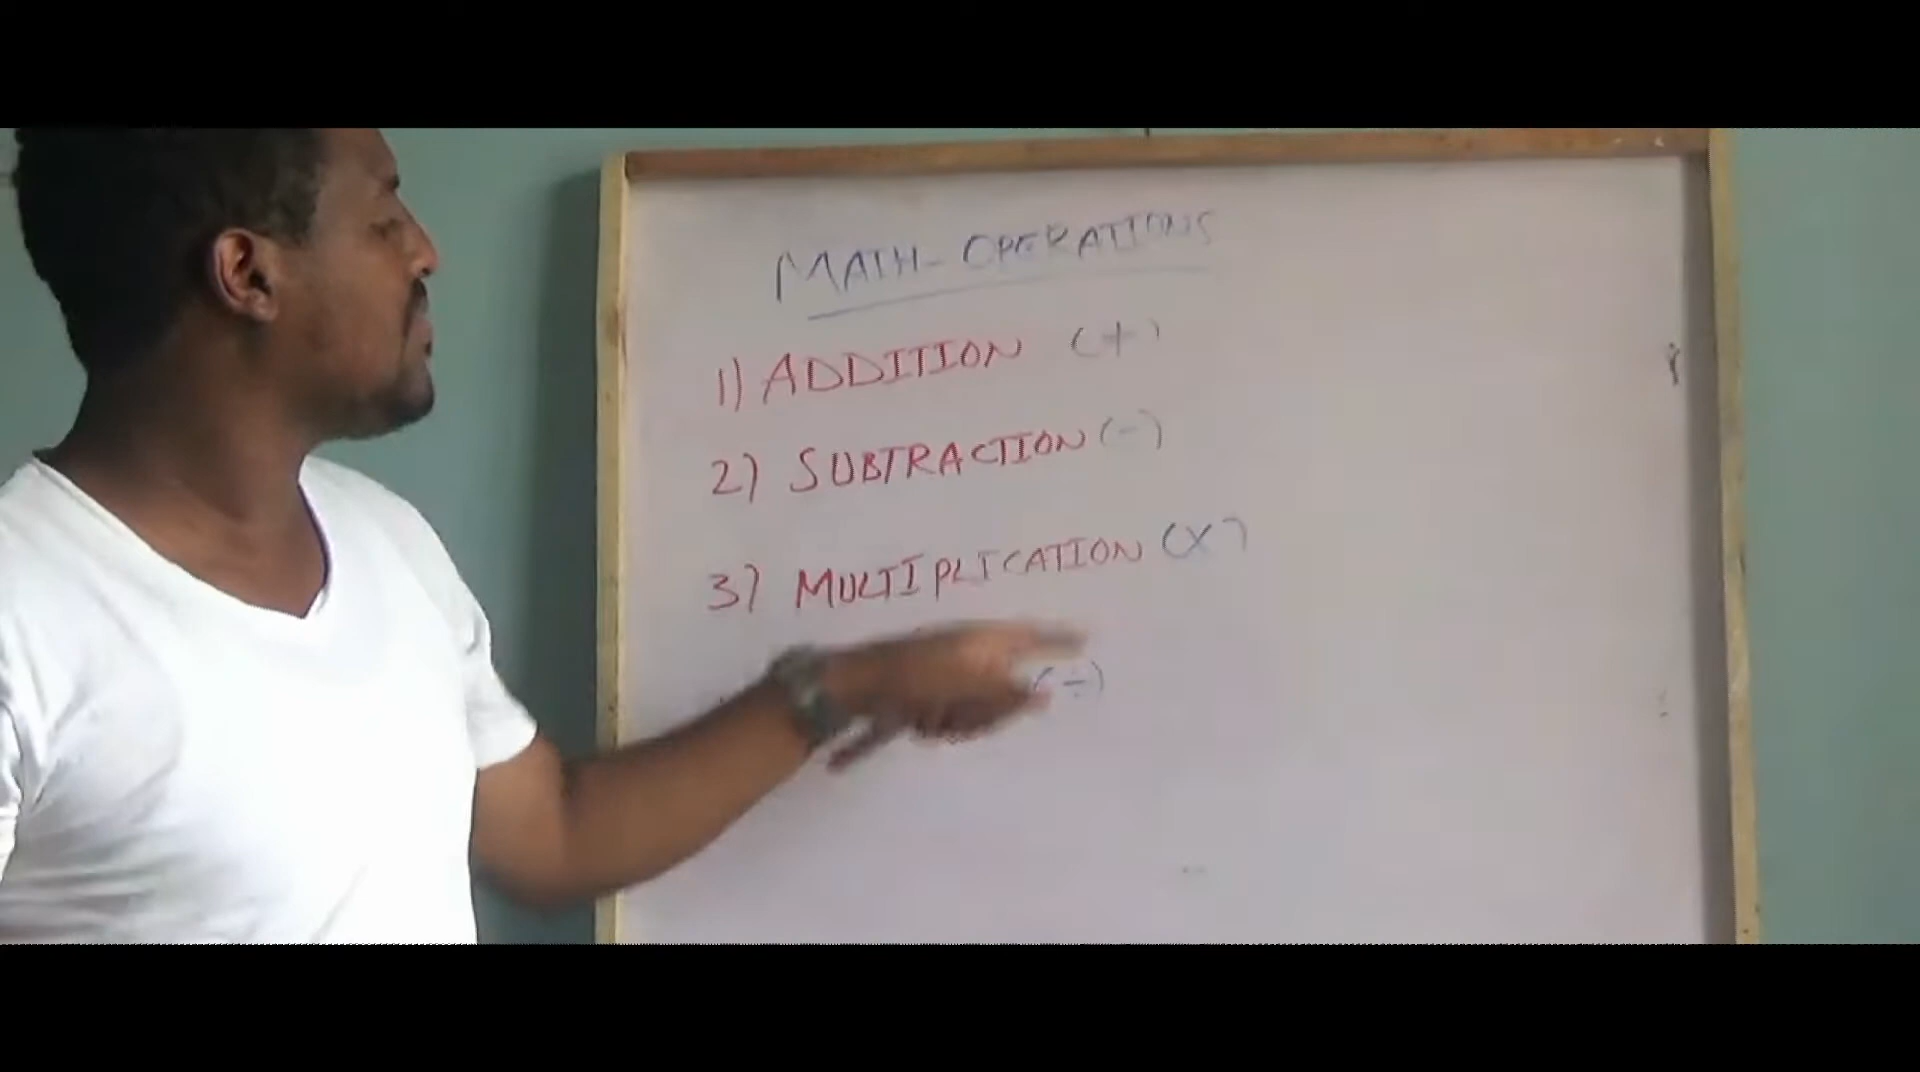 MATH-OPERATIONS
1) ADDITION (+)
2) SUBTRACTION (-)
3) MULTIPLICATION (X)
(÷)